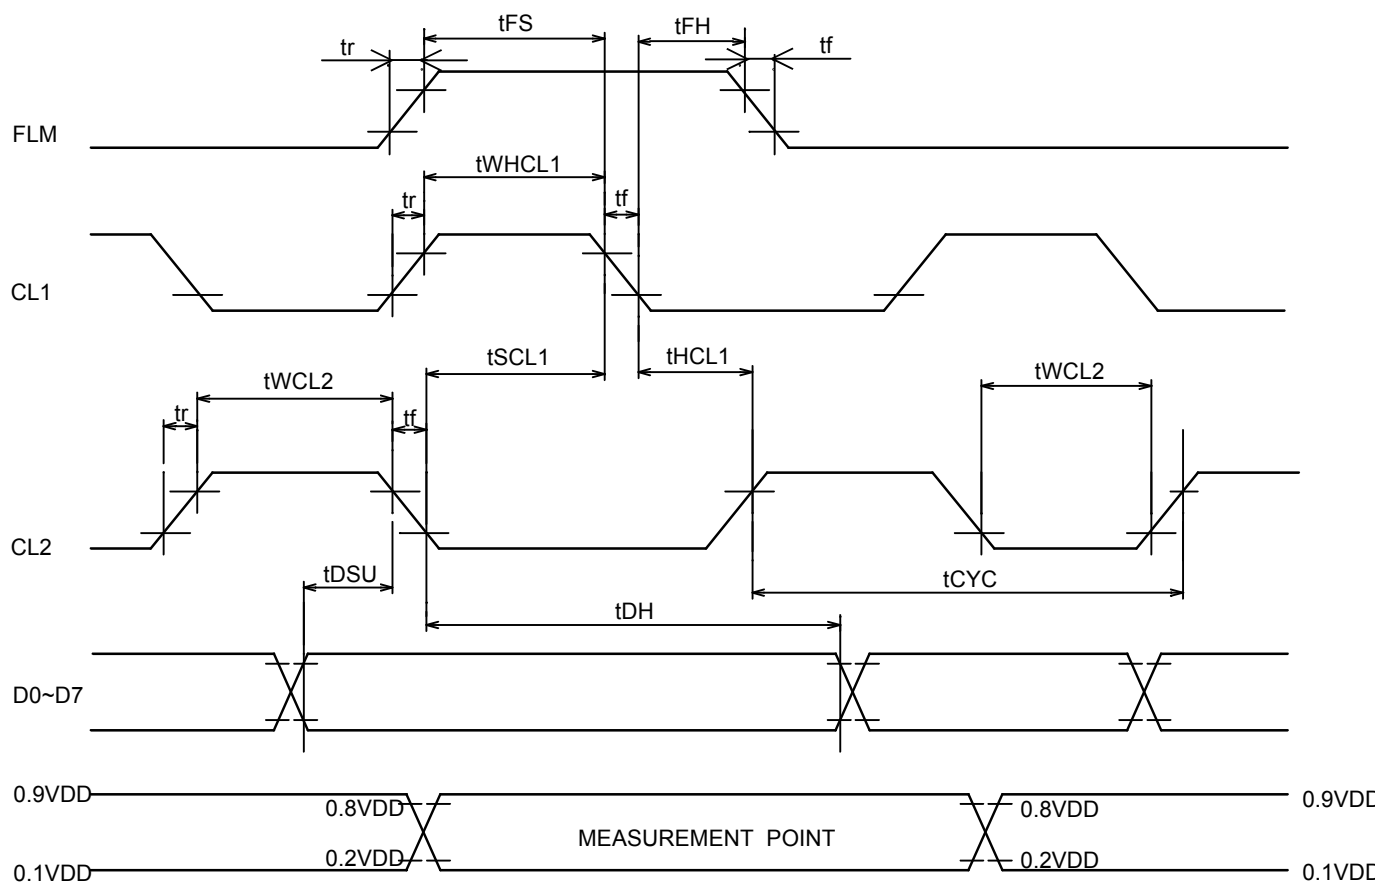 tFS
tFH
tr
tf
FLM
tWHCL1
tr
tf
CL1
tSCL1
tHCL1
tWCL2
tWCL2
tr
tf
CL2
tDSU
tCYC
tDH
D0~D7
0.9VDD
0.8VDD
0.8VDD
0.9VDD
MEASUREMENT POINT
0.2VDD
0.2VDD
0.1VDD
0.1VDD